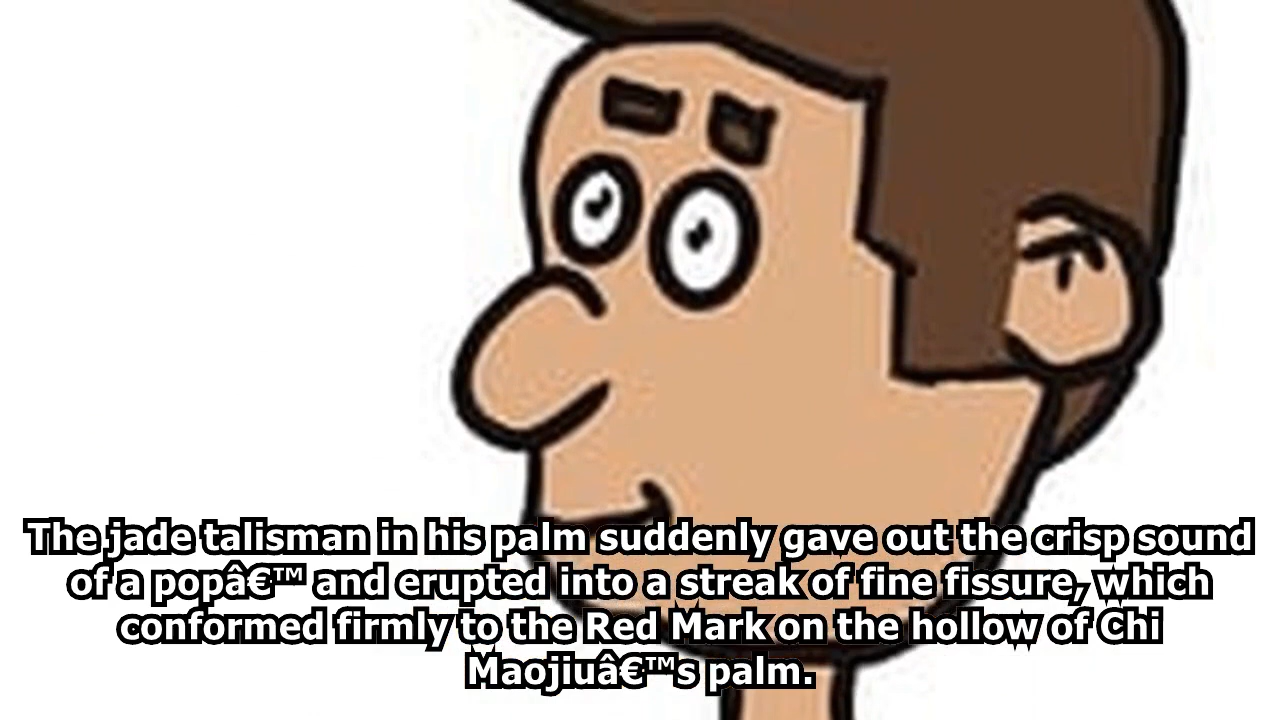 The jade talisman in his palm suddenly gave out the crisp sound
of a popâ€™ and erupted into a streak of fine fissure, which
conformed firmly to the Red Mark on the hollow of Chi
Maojiuâ€™s palm.